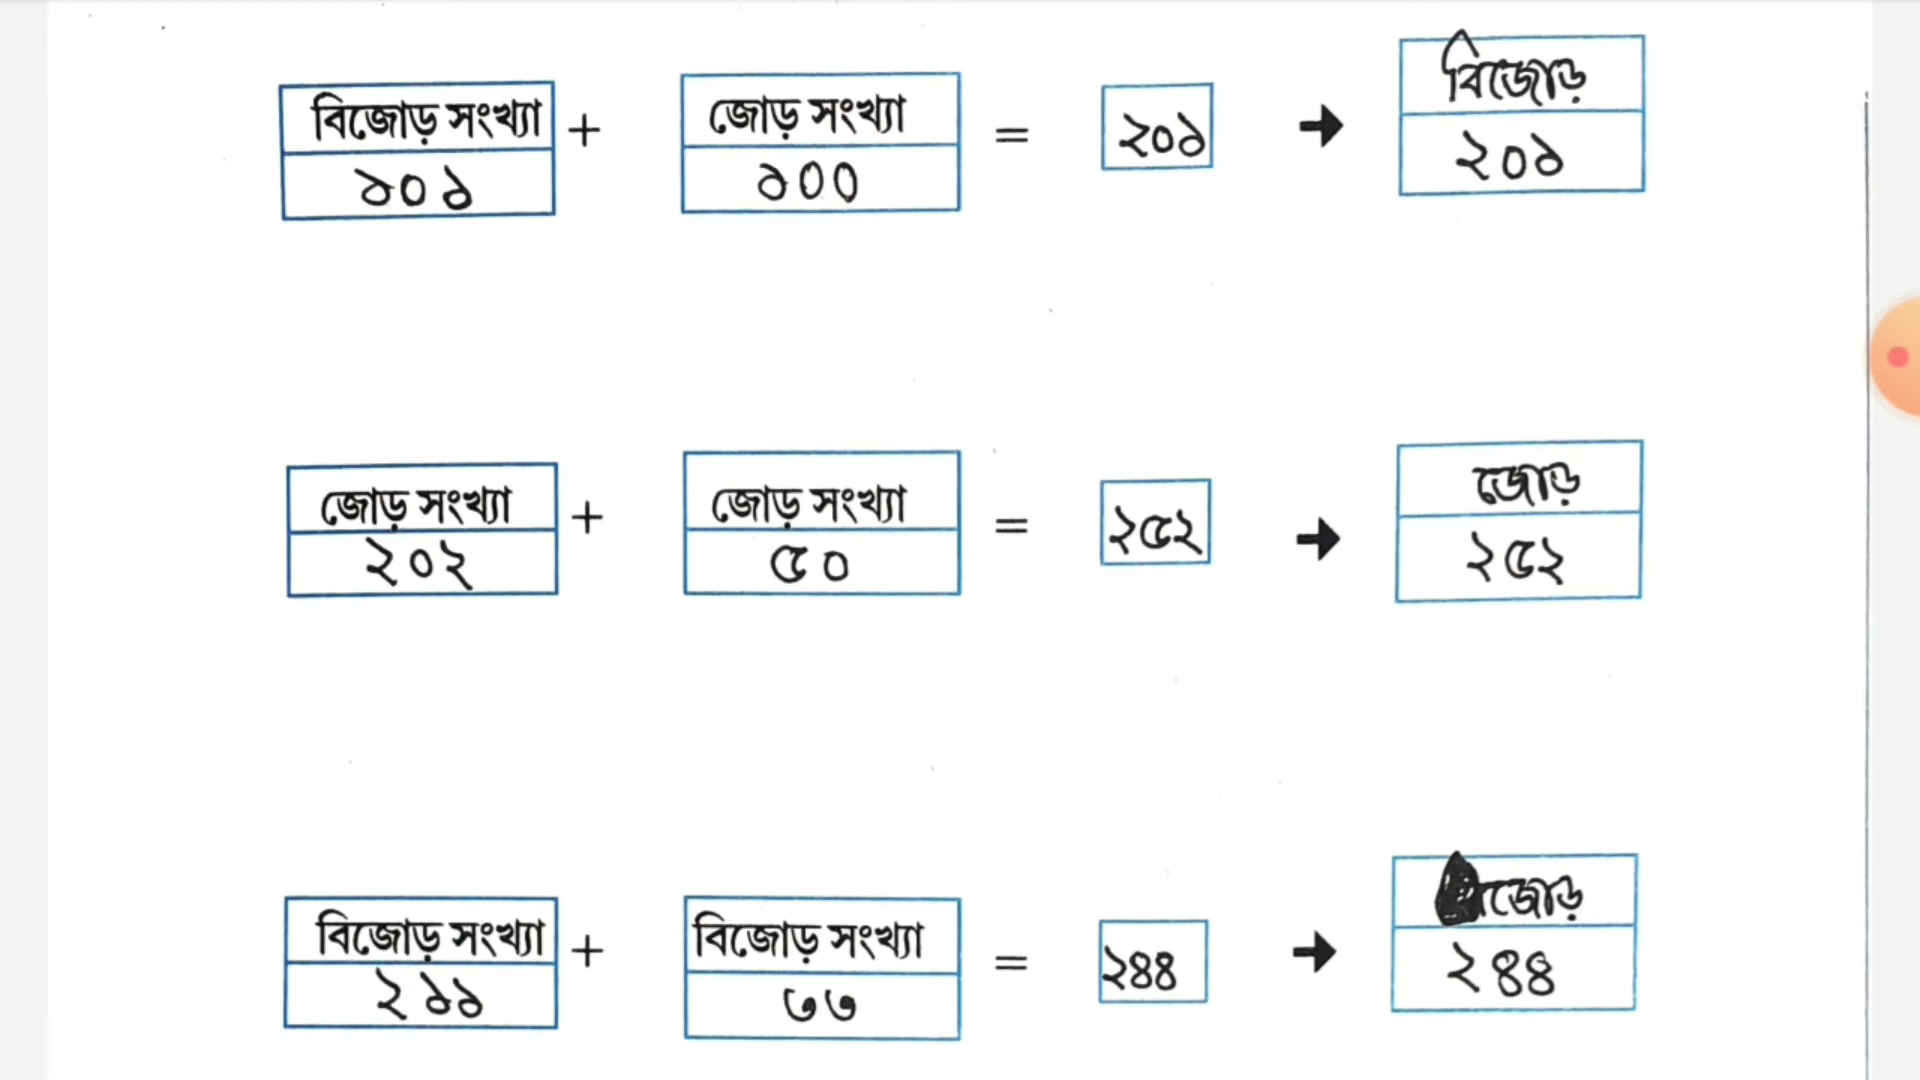 বিজোড় সংখ্যা + জোড় সংখ্যা = ২০১ → বিজোড়
১০১ ১০০ ২০১
জোড় সংখ্যা + জোড় সংখ্যা = ২৫২ → জোড়
২০২ ৫০ ২৫২
বিজোড় সংখ্যা + বিজোড় সংখ্যা = ২৪৪ → জোড়
২১১ ৩৩ ২৪৪